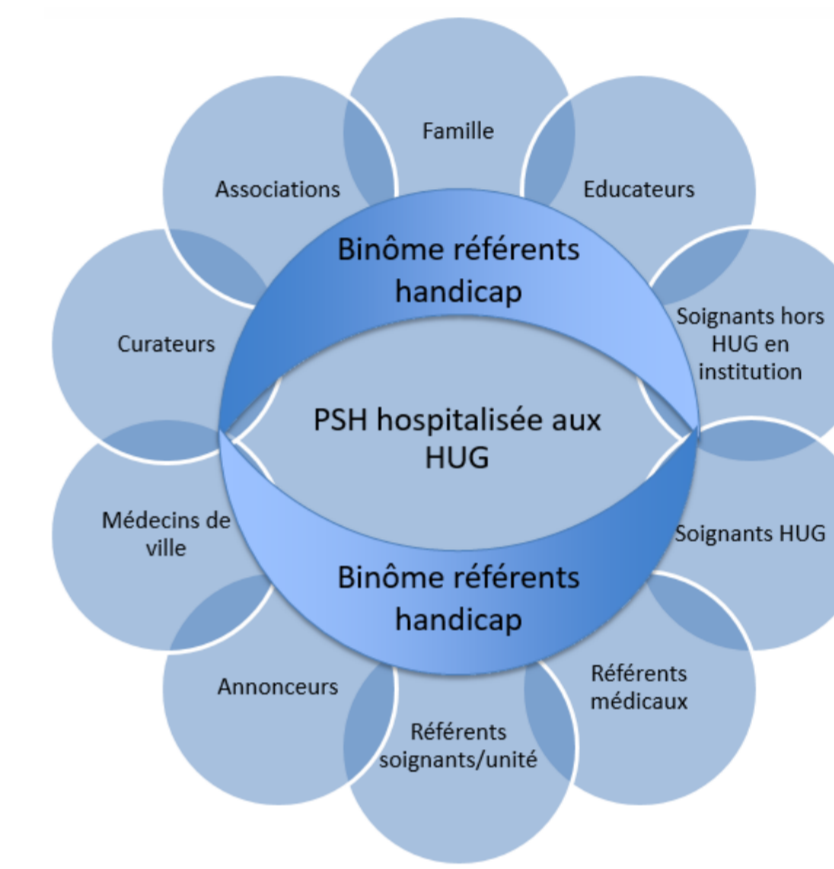 Famille
Associations
Educateurs
Binôme référents
handicap
Soignants hors
HUG en
institution
Curateurs
PSH hospitalisée aux
HUG
Médecins de
ville
Soignants HUG
Binôme référents
handicap
Annonceurs
Référents
médicaux
Référents
soignants/unité